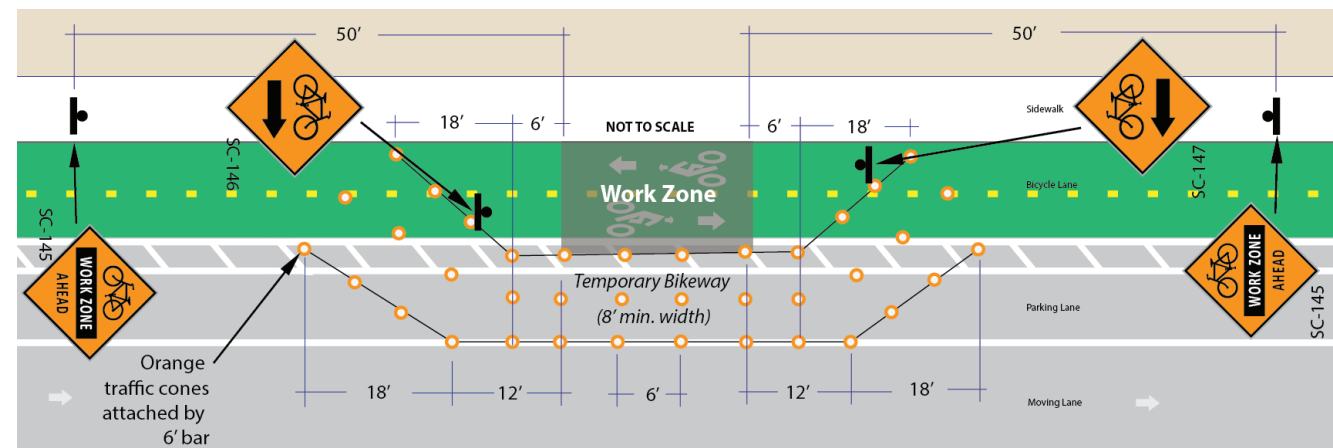 50’
50’
18’
6’
NOT TO SCALE
6’
18’
Sidewalk
SC-146
SC-147
Work Zone
Bicycle Lane
SC-145
WORK ZONE
AHEAD
Temporary Bikeway
(8’ min. width)
Parking Lane
WORK ZONE
AHEAD
SC-145
Orange
traffic cones
attached by
6’ bar
18’
12’
6’
12’
18’
Moving Lane